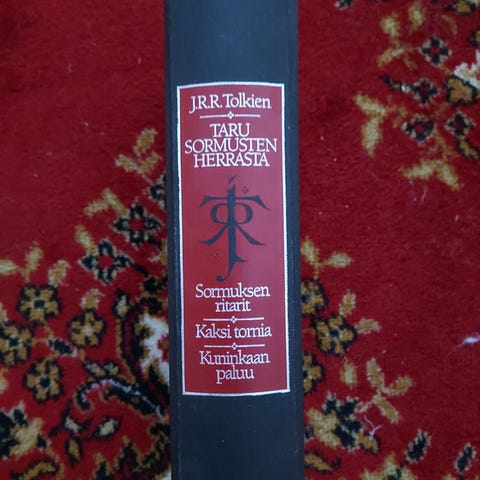 J.R.R. Tolkien
TARU
SORMUSTEN
HERRASTA
Sormuksen
ritarit
Kaksi tornia
Kuninkaan
paluu